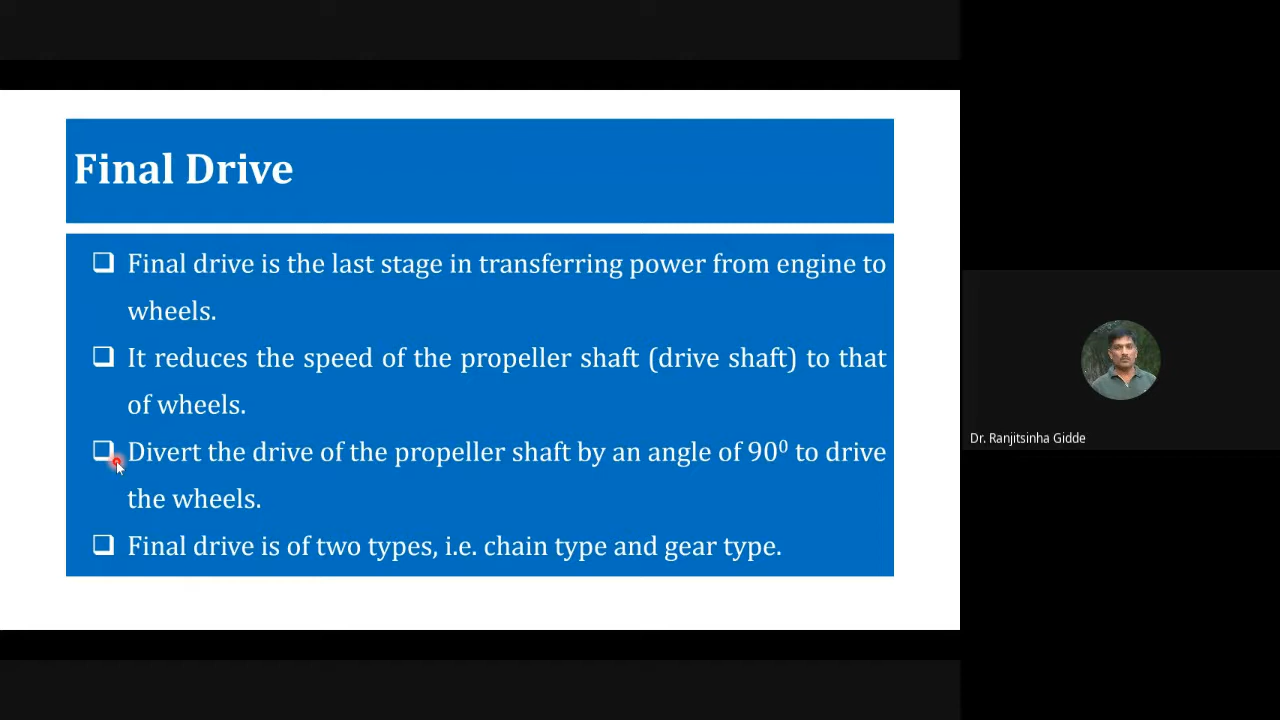 Final Drive
❑ Final drive is the last stage in transferring power from engine to
wheels.
❑ It reduces the speed of the propeller shaft (drive shaft) to that
of wheels.
❑ Divert the drive of the propeller shaft by an angle of 90⁰ to drive
the wheels.
❑ Final drive is of two types, i.e. chain type and gear type.
Dr. Ranjitsinha Gidde